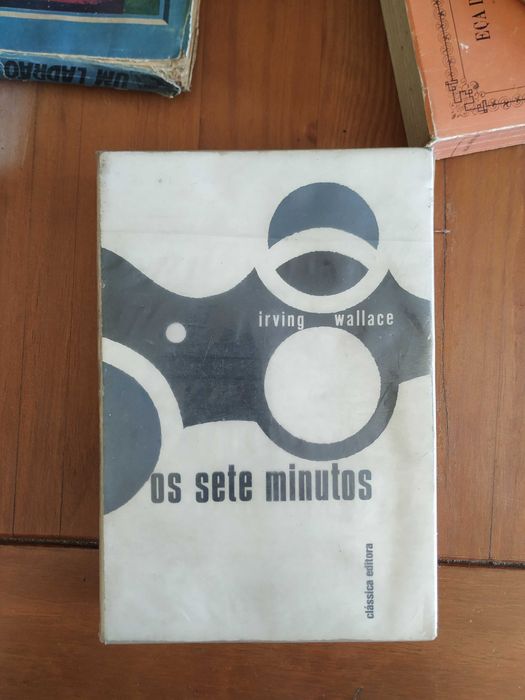 UM LADRÃO
EÇA D
irving wallace
os sete minutos
clássica editora